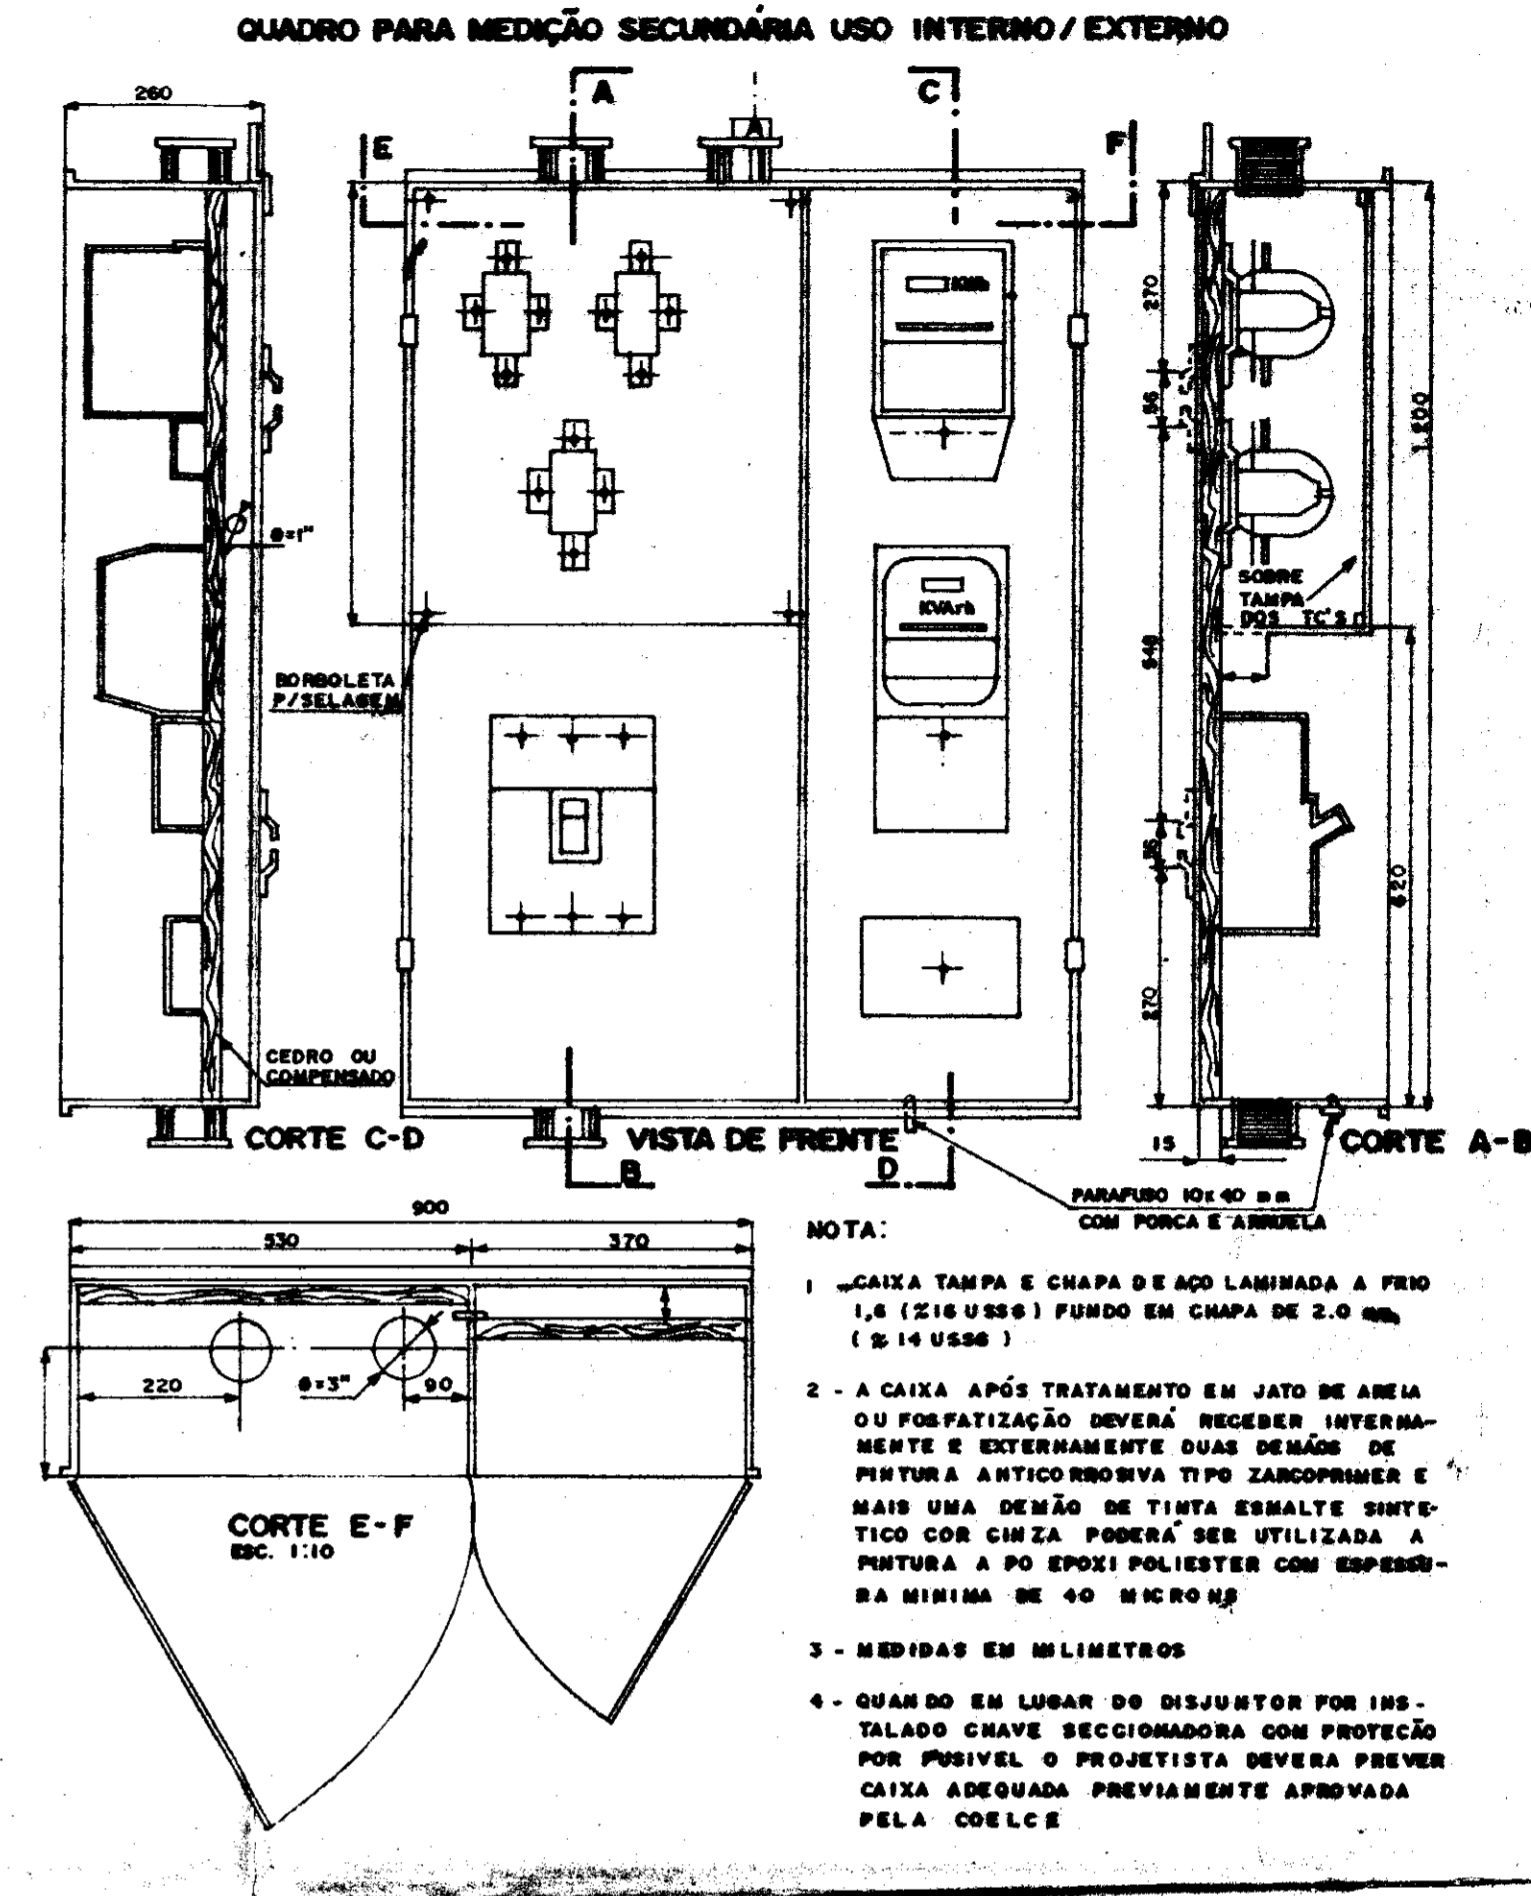 QUADRO PARA MEDIÇÃO SECUNDÁRIA USO INTERNO/EXTERNO
260
A
C
A
E
F
KWh
270
56
1.200
Ø=1"
SOBRE
TAMPA
DOS TC'S
KVArh
548
BORBOLETA
P/SELAGEM
56
620
270
CEDRO OU
COMPENSADO
CORTE C-D
VISTA DE FRENTE
15
CORTE A-B
B
D
PARAFUSO 10x40 mm
COM PORCA E ARRUELA
900
530
370
220
Ø=3"
90
CORTE E-F
ESC. 1:10
NOTA:
1 - CAIXA TAMPA E CHAPA DE AÇO LAMINADA A FRIO
1,6 (# 16 USSG) FUNDO EM CHAPA DE 2.0 mm
(# 14 USSG)
2 - A CAIXA APÓS TRATAMENTO EM JATO DE AREIA
OU FOSFATIZAÇÃO DEVERÁ RECEBER INTERNA-
MENTE E EXTERNAMENTE DUAS DEMÃOS DE
PINTURA ANTICORROSIVA TIPO ZARCOPRIMER E
MAIS UMA DEMÃO DE TINTA ESMALTE SINTE-
TICO COR CINZA PODERÁ SER UTILIZADA A
PINTURA A PO EPOXI POLIESTER COM ESPESSU-
RA MINIMA DE 40 MICRONS
3 - MEDIDAS EM MILIMETROS
4 - QUANDO EM LUGAR DO DISJUNTOR FOR INS-
TALADO CHAVE SECCIONADORA COM PROTECÃO
POR FUSIVEL O PROJETISTA DEVERA PREVER
CAIXA ADEQUADA PREVIAMENTE APROVADA
PELA COELCE